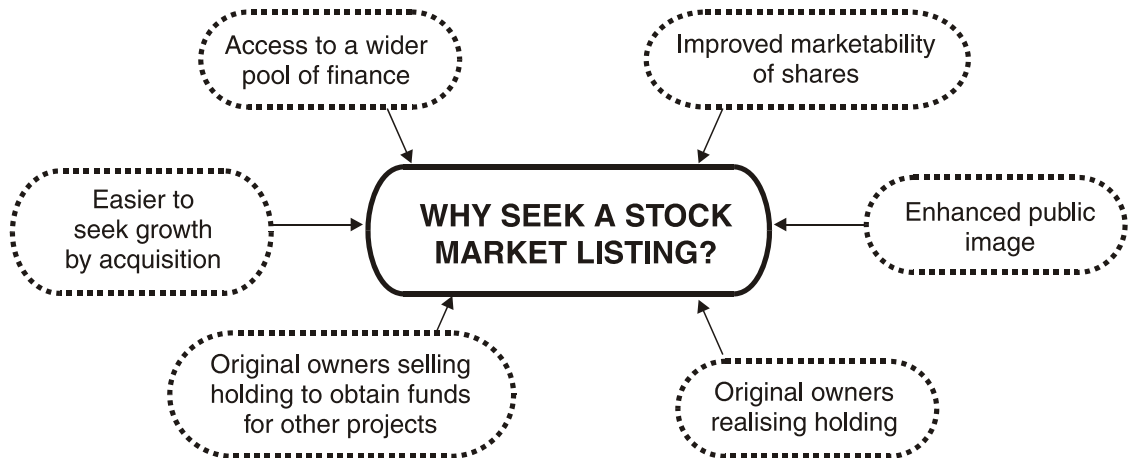 Access to a wider
pool of finance
Improved marketability
of shares
Easier to
seek growth
by acquisition
WHY SEEK A STOCK
MARKET LISTING?
Enhanced public
image
Original owners selling
holding to obtain funds
for other projects
Original owners
realising holding